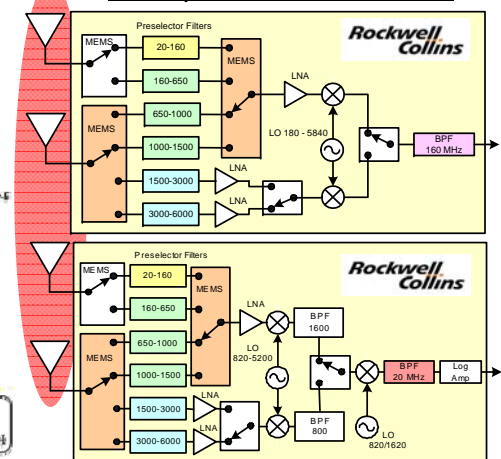 Preselector Filters
Rockwell
Collins
MEMS
20-160
160-650
MEMS
LNA
MEMS
650-1000
1000-1500
LO 180 - 5840
BPF
160 MHz
1500-3000
LNA
3000-6000
LNA
Preselector Filters
Rockwell
Collins
MEMS
20-160
160-650
MEMS
LNA
BPF
1600
MEMS
650-1000
1000-1500
LO
820-5200
BPF
20 MHz
Log
Amp
1500-3000
LNA
3000-6000
LNA
BPF
800
LO
820/1620